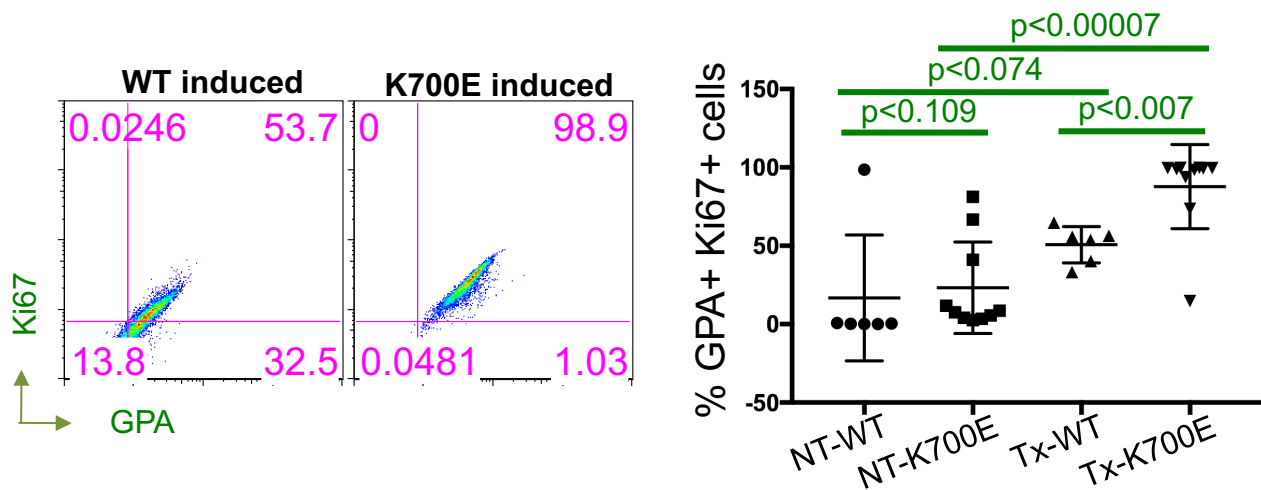 WT induced
K700E induced
0.0246
53.7
0
98.9
13.8
32.5
0.0481
1.03
Ki67
GPA
p<0.00007
p<0.074
p<0.109
p<0.007
% GPA+ Ki67+ cells
150
100
50
0
-50
NT-WT
NT-K700E
Tx-WT
Tx-K700E